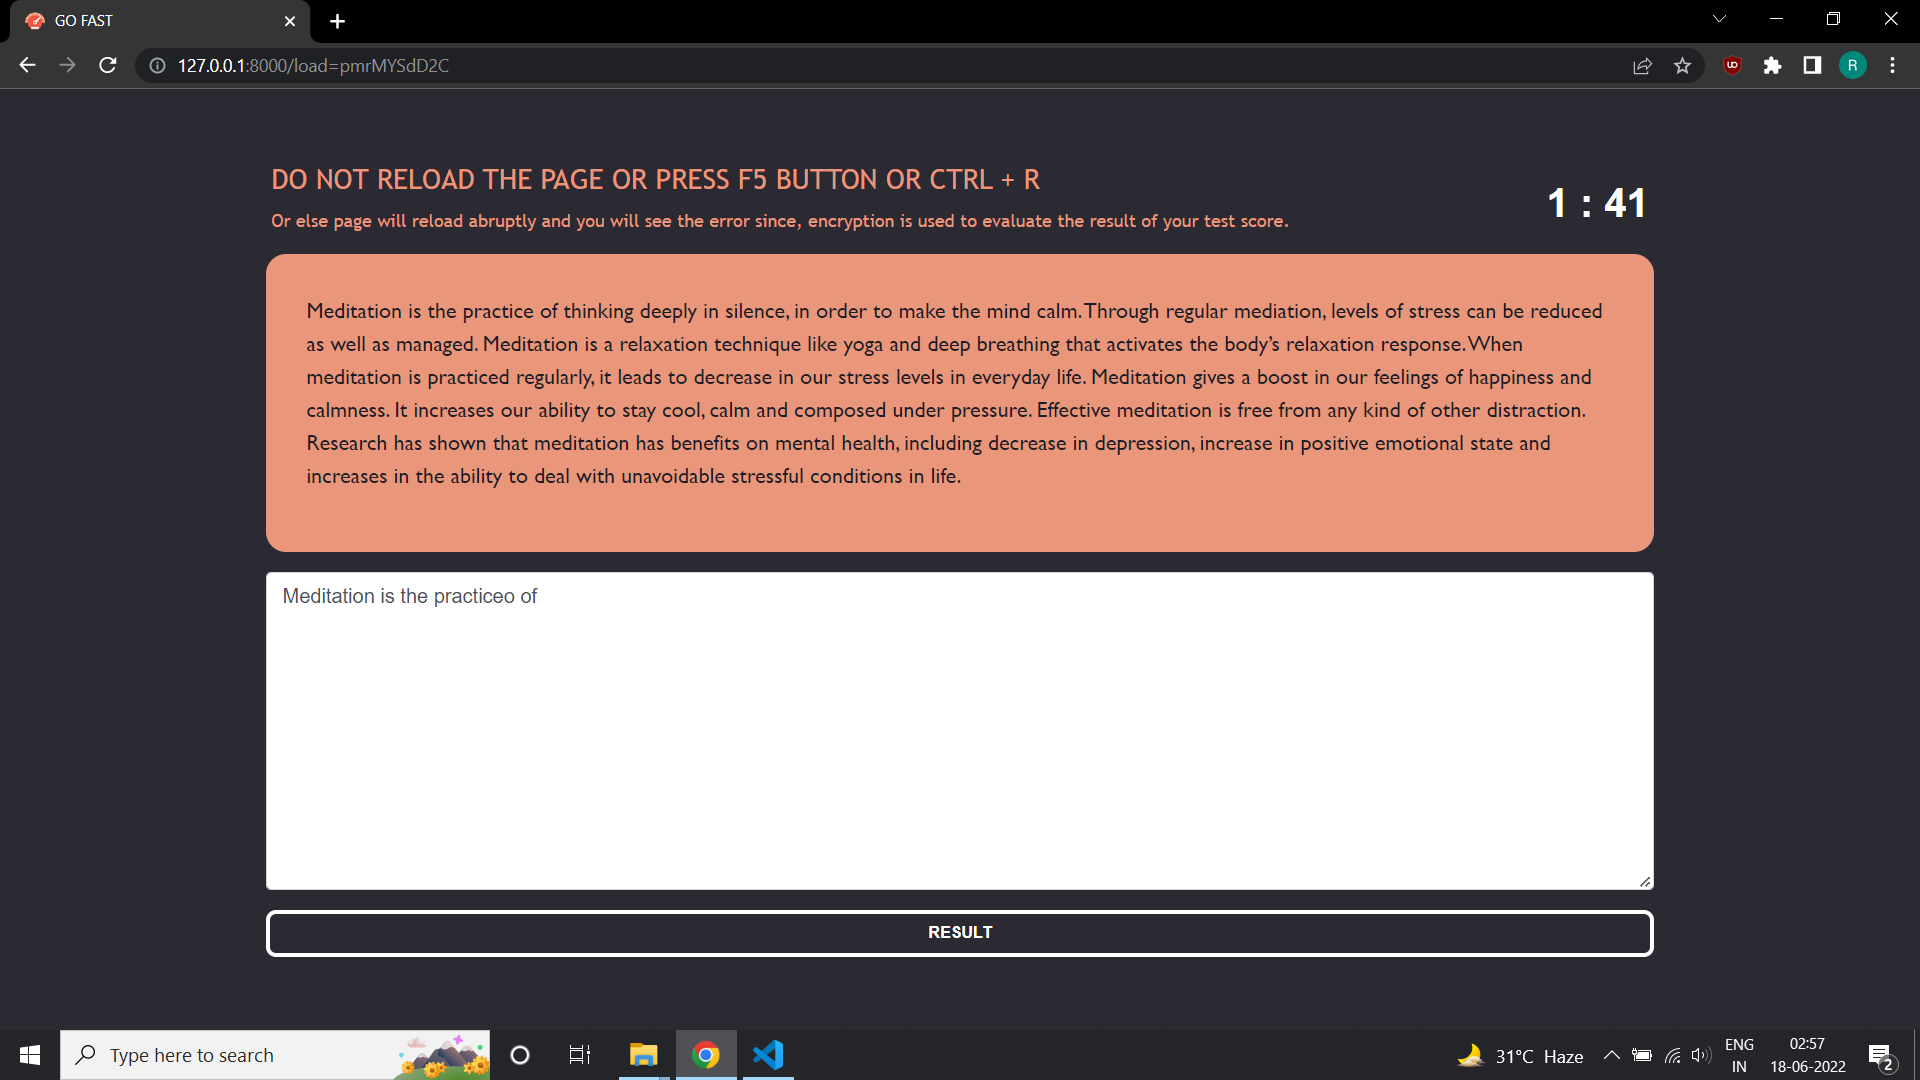 GO FAST
127.0.0.1:8000/load=pmrMYSdD2C
R
DO NOT RELOAD THE PAGE OR PRESS F5 BUTTON OR CTRL + R
Or else page will reload abruptly and you will see the error since, encryption is used to evaluate the result of your test score.
1 : 41
Meditation is the practice of thinking deeply in silence, in order to make the mind calm. Through regular mediation, levels of stress can be reduced
as well as managed. Meditation is a relaxation technique like yoga and deep breathing that activates the body’s relaxation response. When
meditation is practiced regularly, it leads to decrease in our stress levels in everyday life. Meditation gives a boost in our feelings of happiness and
calmness. It increases our ability to stay cool, calm and composed under pressure. Effective meditation is free from any kind of other distraction.
Research has shown that meditation has benefits on mental health, including decrease in depression, increase in positive emotional state and
increases in the ability to deal with unavoidable stressful conditions in life.
Meditation is the practiceo of
RESULT
Type here to search
31°C Haze
ENG
IN
02:57
18-06-2022
2